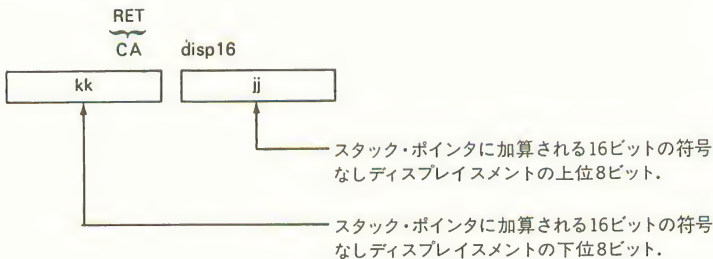 RET
CA disp16
kk jj
スタック・ポインタに加算される16ビットの符号
なしディスプレイスメントの上位8ビット.
スタック・ポインタに加算される16ビットの符号
なしディスプレイスメントの下位8ビット.